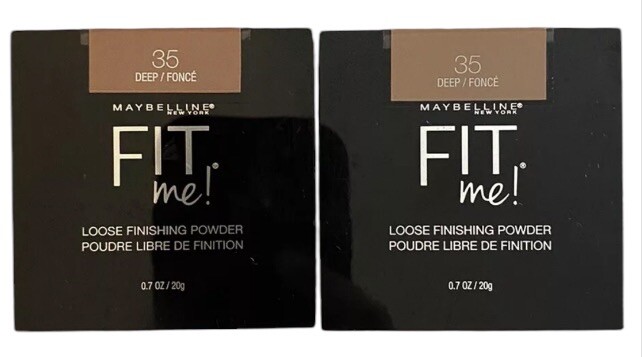 35
DEEP / FONCÉ
MAYBELLINE®
NEW YORK
FIT
me!®
LOOSE FINISHING POWDER
POUDRE LIBRE DE FINITION
0.7 OZ / 20g
35
DEEP / FONCÉ
MAYBELLINE®
NEW YORK
FIT
me!®
LOOSE FINISHING POWDER
POUDRE LIBRE DE FINITION
0.7 OZ / 20g